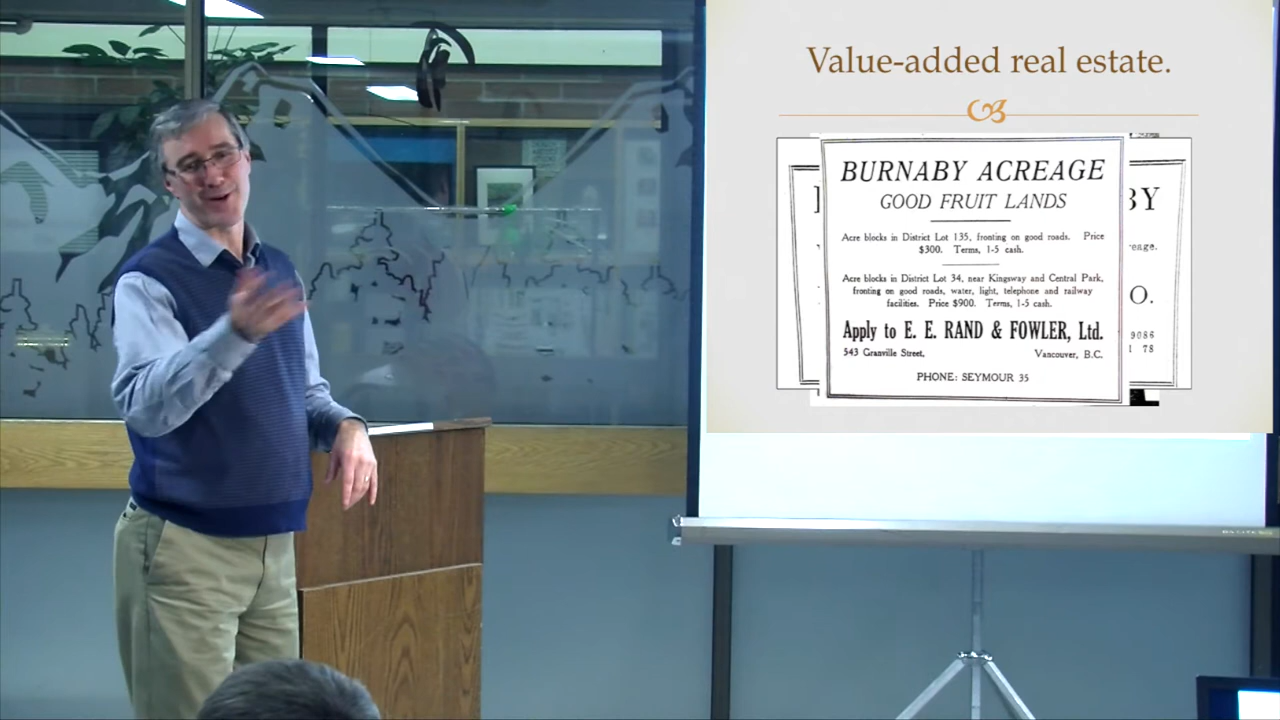 Value-added real estate.
BURNABY ACREAGE
GOOD FRUIT LANDS
Acre blocks in District Lot 135, fronting on good roads. Price
$300. Terms, 1-5 cash.
Acre blocks in District Lot 34, near Kingsway and Central Park,
fronting on good roads, water, light, telephone and railway
facilities. Price $900. Terms, 1-5 cash.
Apply to E. E. RAND & FOWLER, Ltd.
543 Granville Street, Vancouver, B.C.
PHONE: SEYMOUR 35
BY
eage.
O.
9086
1 78